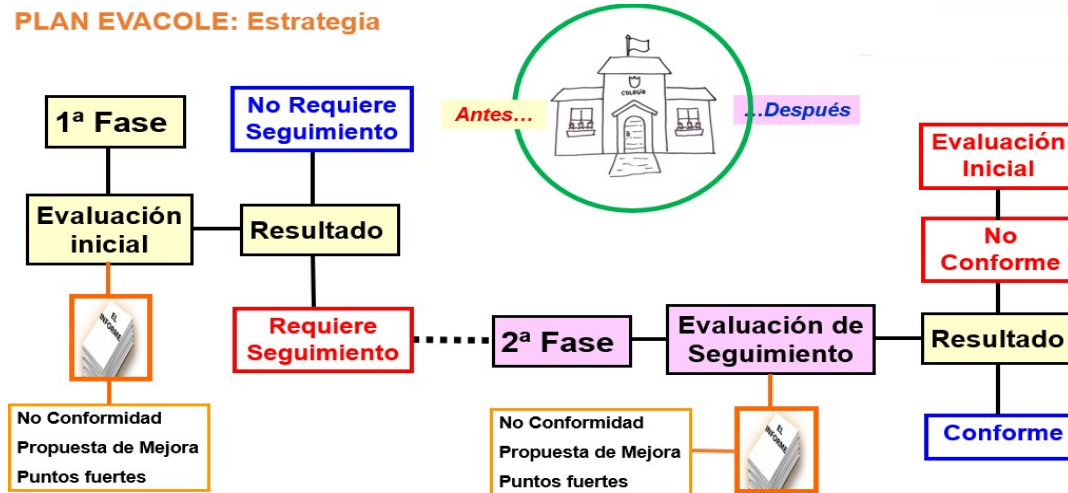 PLAN EVACOLE: Estrategia
1ª Fase
Evaluación
inicial
EL
INFORME
No Conformidad
Propuesta de Mejora
Puntos fuertes
No Requiere
Seguimiento
Resultado
Requiere
Seguimiento
Antes...
COLEGIO
...Después
2ª Fase
Evaluación de
Seguimiento
EL
INFORME
No Conformidad
Propuesta de Mejora
Puntos fuertes
Evaluación
Inicial
No
Conforme
Resultado
Conforme